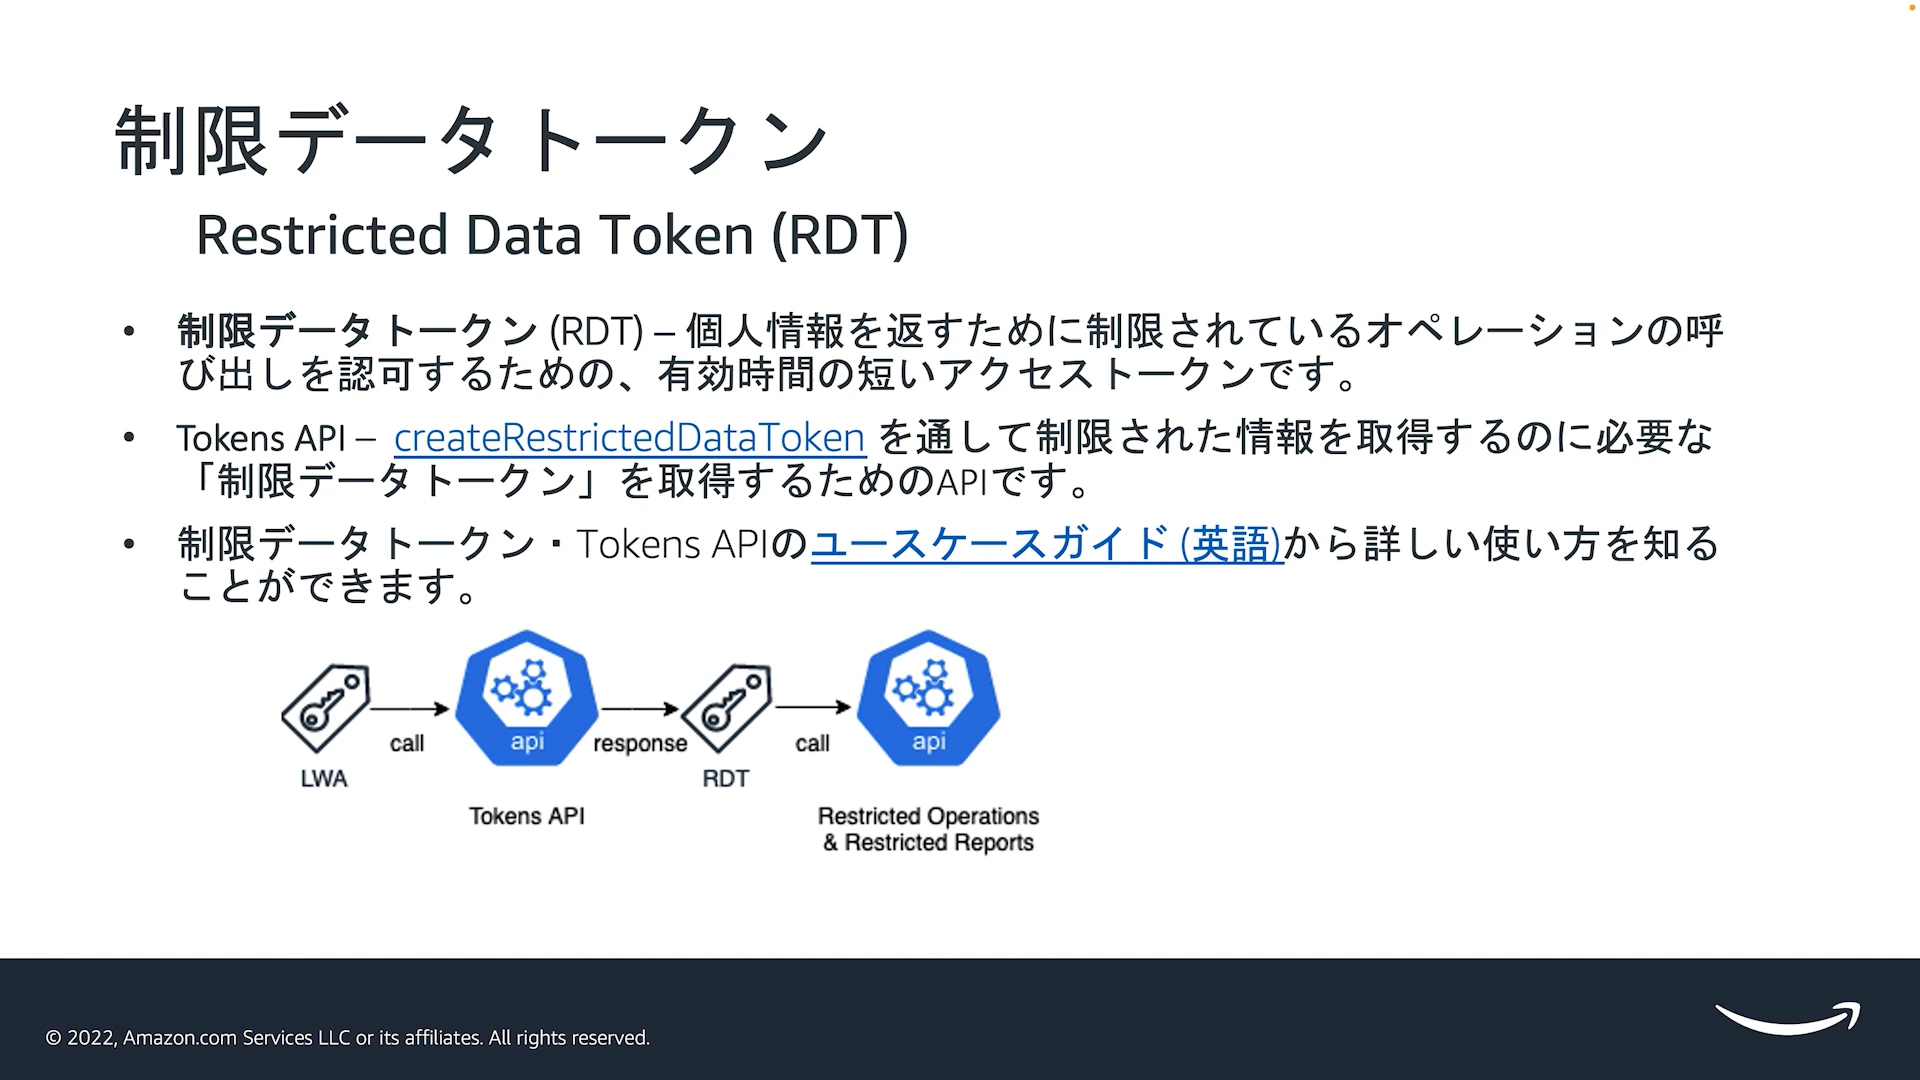 制限データトークン
Restricted Data Token (RDT)
• 制限データトークン (RDT) – 個人情報を返すために制限されているオペレーションの呼
び出しを認可するための、有効時間の短いアクセストークンです。
• Tokens API – createRestrictedDataToken を通して制限された情報を取得するのに必要な
「制限データトークン」を取得するためのAPIです。
• 制限データトークン・Tokens APIのユースケースガイド (英語)から詳しい使い方を知る
ことができます。
call
api
response
call
api
LWA
RDT
Tokens API
Restricted Operations
& Restricted Reports
© 2022, Amazon.com Services LLC or its affiliates. All rights reserved.